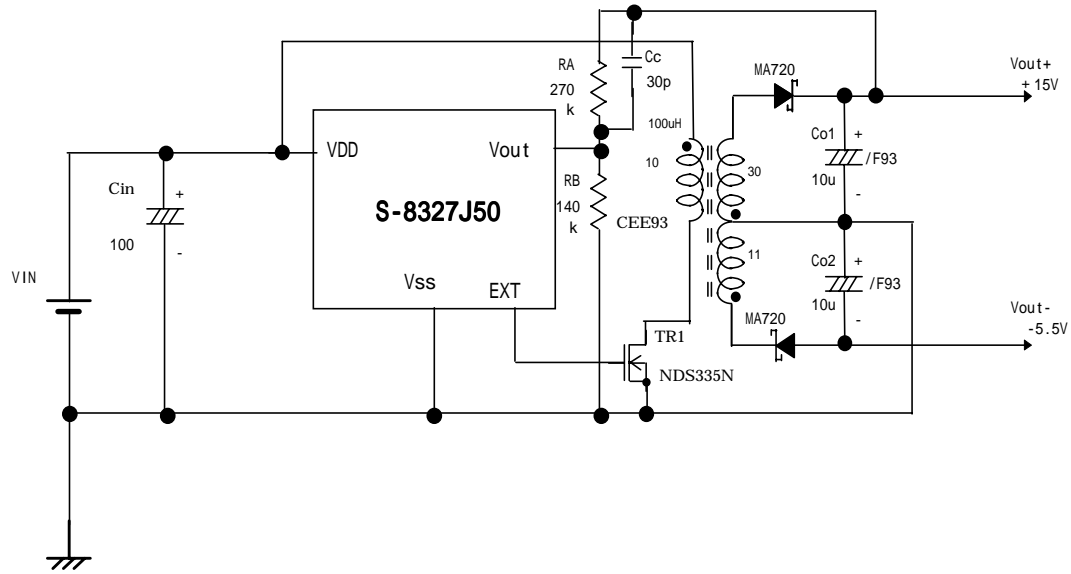 RA
270
k
Cc
30p
MA720
Vout+
+15V
100uH
VDD
Vout
10
30
Co1
+
/F93
10u
-
Cin
+
100
-
S-8327J50
RB
140
k
CEE93
11
Co2
+
/F93
10u
-
VIN
Vss
EXT
TR1
NDS335N
MA720
Vout-
-5.5V